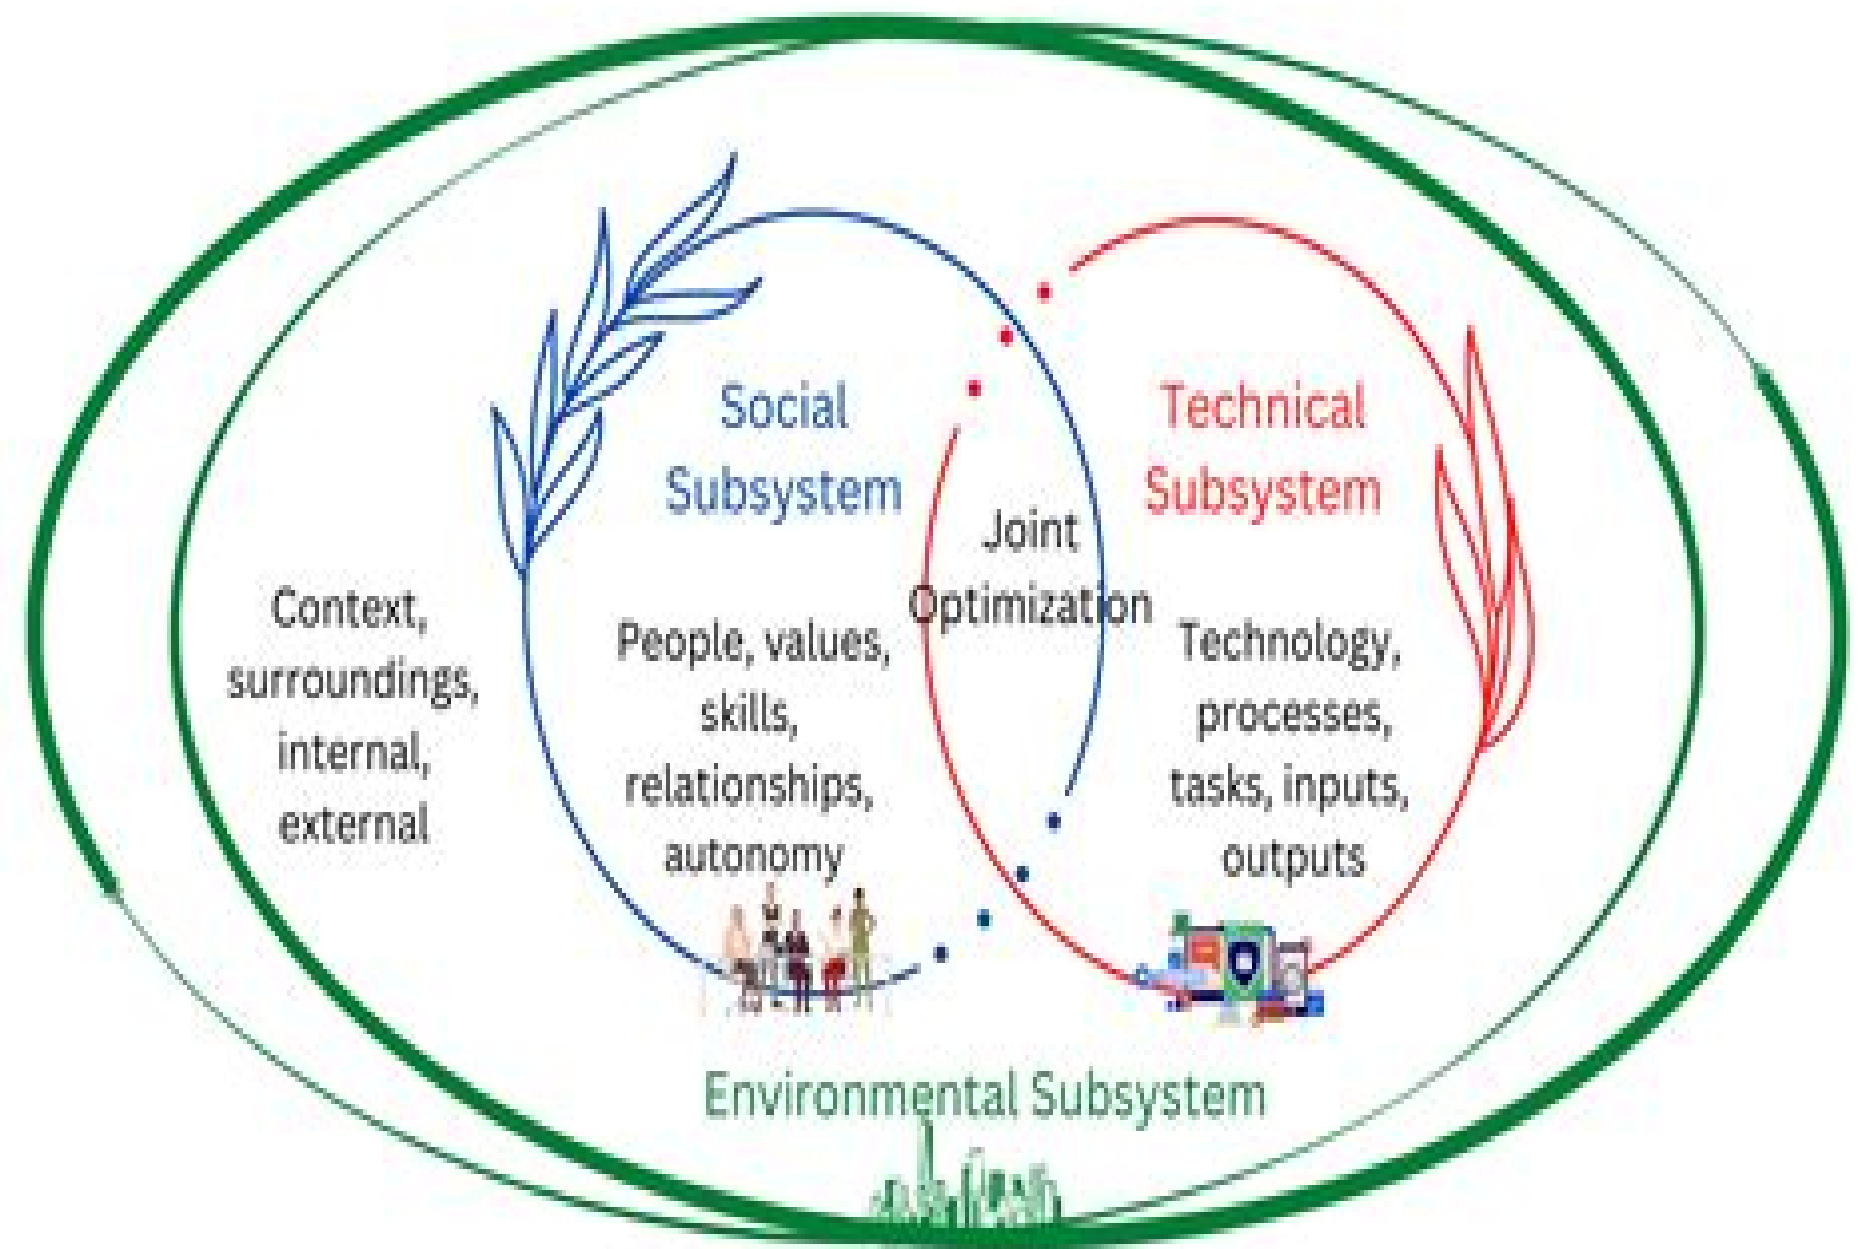 Social
Subsystem
Technical
Subsystem
Joint
Optimization
Context,
surroundings,
internal,
external
People, values,
skills,
relationships,
autonomy
Technology,
processes,
tasks, inputs,
outputs
Environmental Subsystem